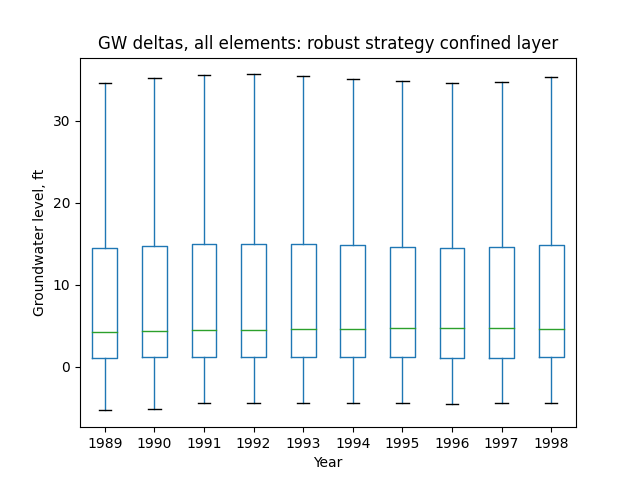 GW deltas, all elements: robust strategy confined layer
Groundwater level, ft
30
20
10
0
1989 1990 1991 1992 1993 1994 1995 1996 1997 1998
Year